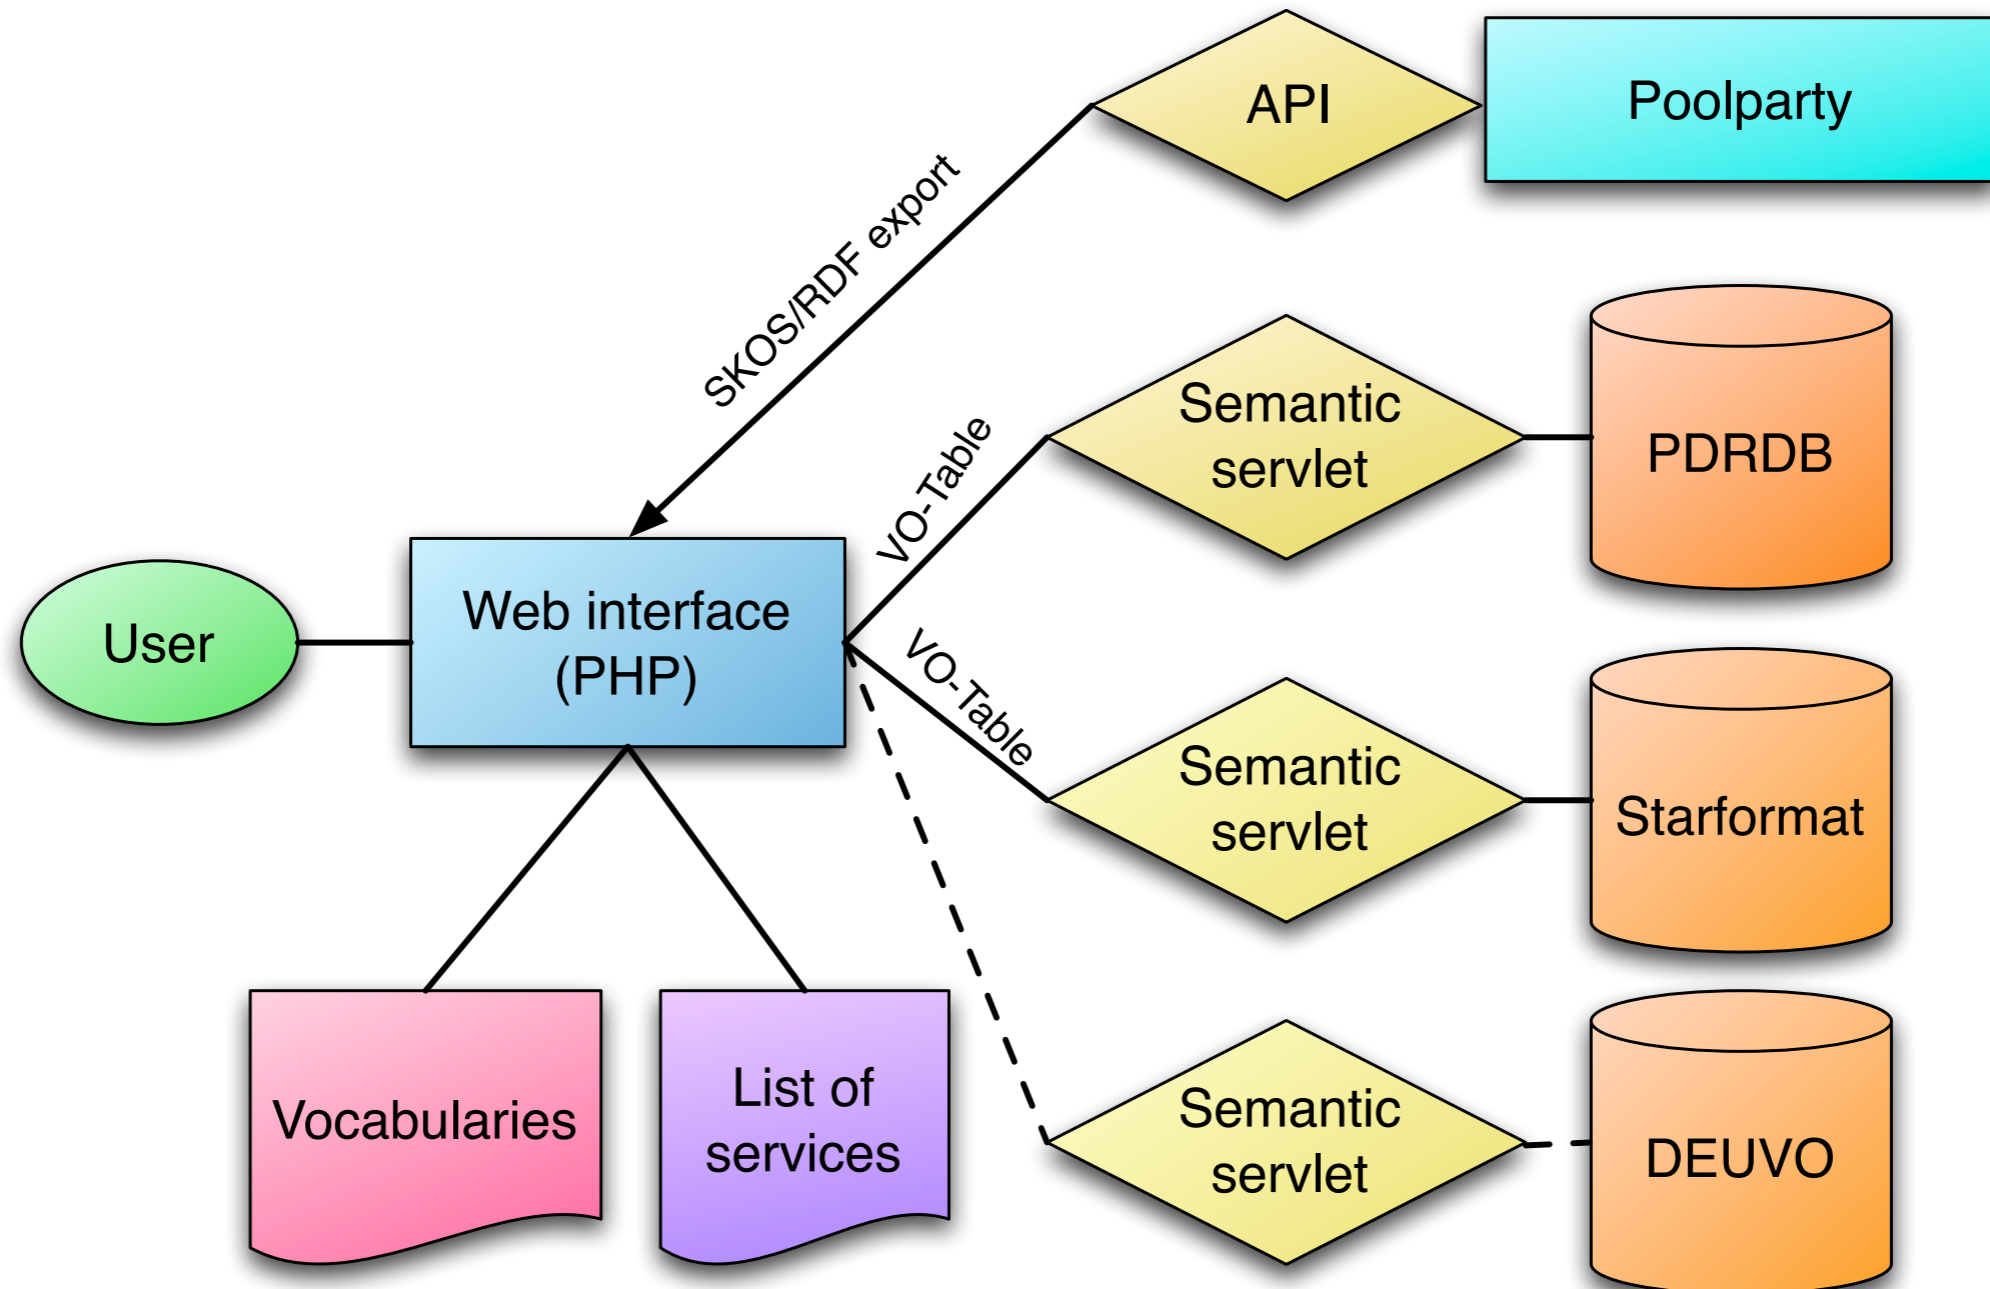 API
Poolparty
SKOS/RDF export
Semantic
servlet
PDRDB
VO-Table
User
Web interface
(PHP)
VO-Table
Semantic
servlet
Starformat
Vocabularies
List of
services
Semantic
servlet
DEUVO